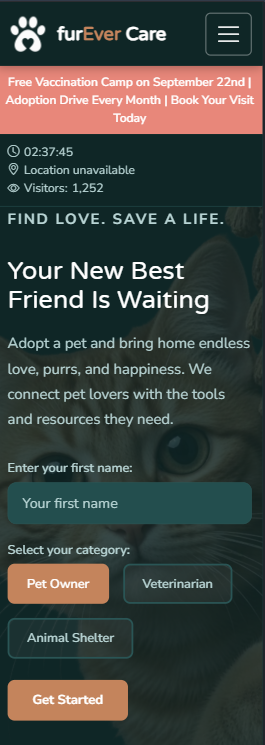 furEver Care
Free Vaccination Camp on September 22nd |
Adoption Drive Every Month | Book Your Visit
Today
02:37:45
Location unavailable
Visitors: 1,252
FIND LOVE. SAVE A LIFE.
Your New Best
Friend Is Waiting
Adopt a pet and bring home endless
love, purrs, and happiness. We
connect pet lovers with the tools
and resources they need.
Enter your first name:
Your first name
Select your category:
Pet Owner Veterinarian
Animal Shelter
Get Started